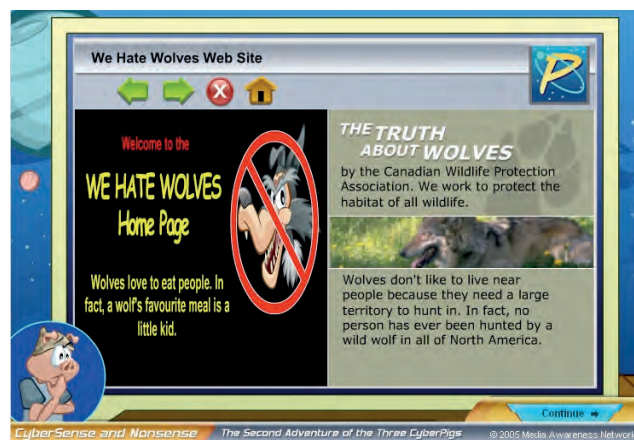 We Hate Wolves Web Site
P
X
Welcome to the
WE HATE WOLVES
Home Page
Wolves love to eat people. In
fact, a wolf's favourite meal is a
little kid.
THE TRUTH
ABOUT WOLVES
by the Canadian Wildlife Protection
Association. We work to protect the
habitat of all wildlife.
Wolves don't like to live near
people because they need a large
territory to hunt in. In fact, no
person has ever been hunted by a
wild wolf in all of North America.
Continue
CyberSense and Nonsense The Second Adventure of the Three CyberPigs © 2005 Media Awareness Network